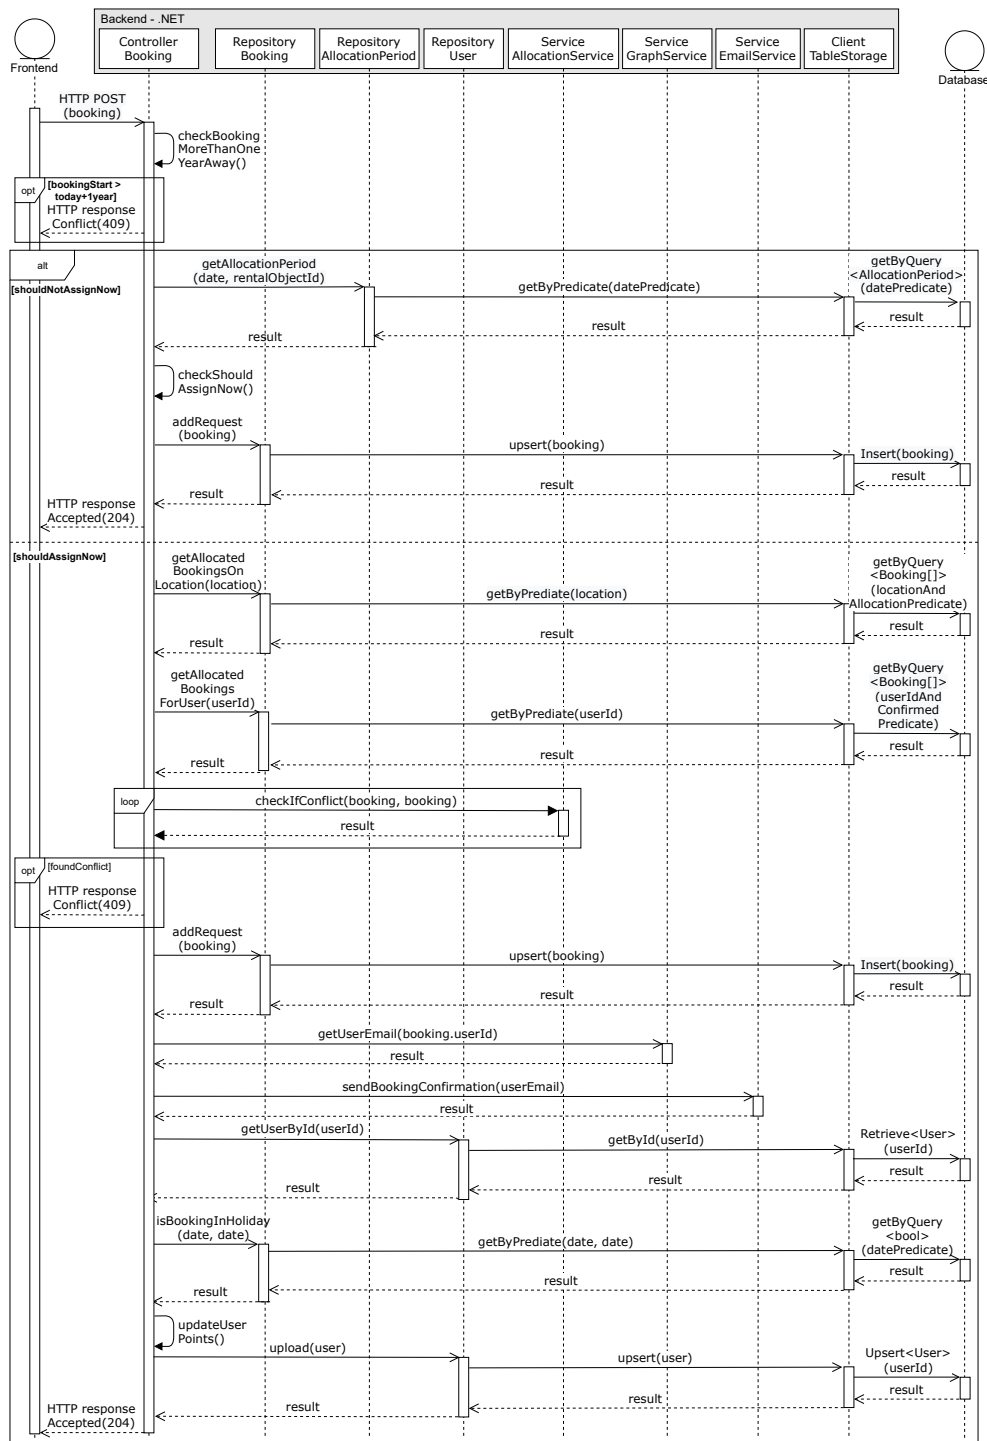 Backend - .NET
Frontend
Controller
Booking
Repository
Booking
Repository
AllocationPeriod
Repository
User
Service
AllocationService
Service
GraphService
Service
EmailService
Client
TableStorage
Database
HTTP POST
(booking)
checkBooking
MoreThanOne
YearAway()
opt
[bookingStart >
today+1year]
HTTP response
Conflict(409)
alt
[shouldNotAssignNow]
getAllocationPeriod
(date, rentalObjectId)
getByPredicate(datePredicate)
getByQuery
<AllocationPeriod>
(datePredicate)
result
result
result
checkShould
AssignNow()
addRequest
(booking)
upsert(booking)
Insert(booking)
result
result
result
HTTP response
Accepted(204)
[shouldAssignNow]
getAllocated
BookingsOn
Location(location)
getByPrediate(location)
getByQuery
<Booking[]>
(locationAnd
AllocationPredicate)
result
result
result
getAllocated
Bookings
ForUser(userId)
getByPrediate(userId)
getByQuery
<Booking[]>
(userIdAnd
Confirmed
Predicate)
result
result
result
loop
checkIfConflict(booking, booking)
result
opt
[foundConflict]
HTTP response
Conflict(409)
addRequest
(booking)
upsert(booking)
Insert(booking)
result
result
result
getUserEmail(booking.userId)
result
sendBookingConfirmation(userEmail)
result
getUserById(userId)
getById(userId)
Retrieve<User>
(userId)
result
result
result
isBookingInHoliday
(date, date)
getByPrediate(date, date)
getByQuery
<bool>
(datePredicate)
result
result
result
updateUser
Points()
upload(user)
upsert(user)
Upsert<User>
(userId)
result
result
result
HTTP response
Accepted(204)